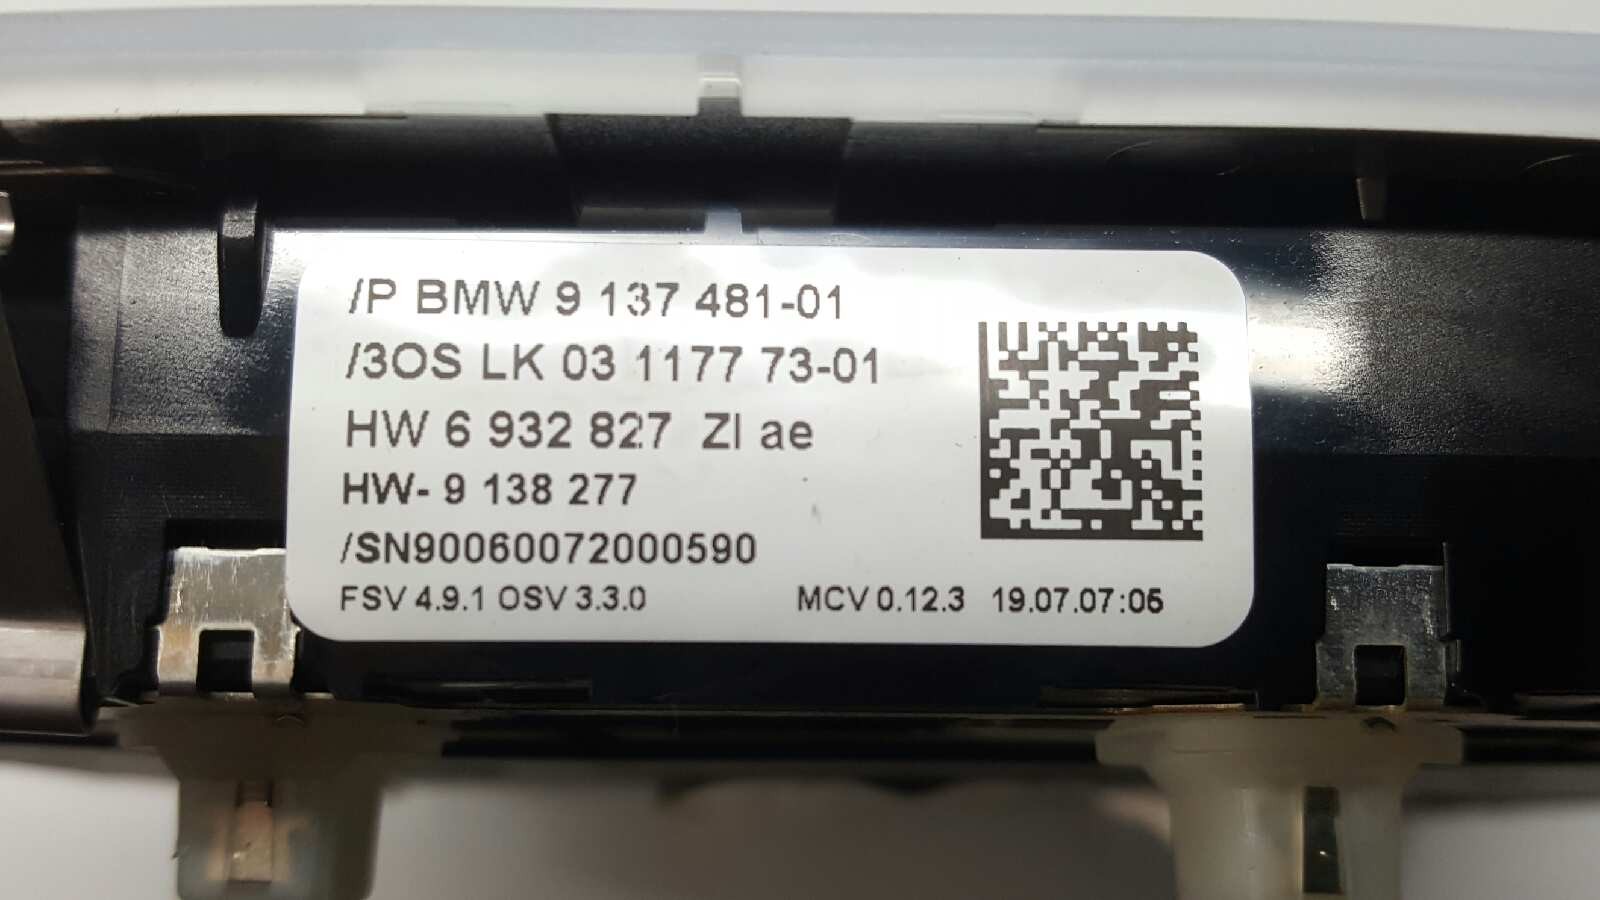 /P BMW 9 137 481-01
/3OS LK 03 1177 73-01
HW 6 932 827 ZI ae
HW- 9 138 277
/SN90060072000590
FSV 4.9.1 OSV 3.3.0 MCV 0.12.3 19.07.07:05